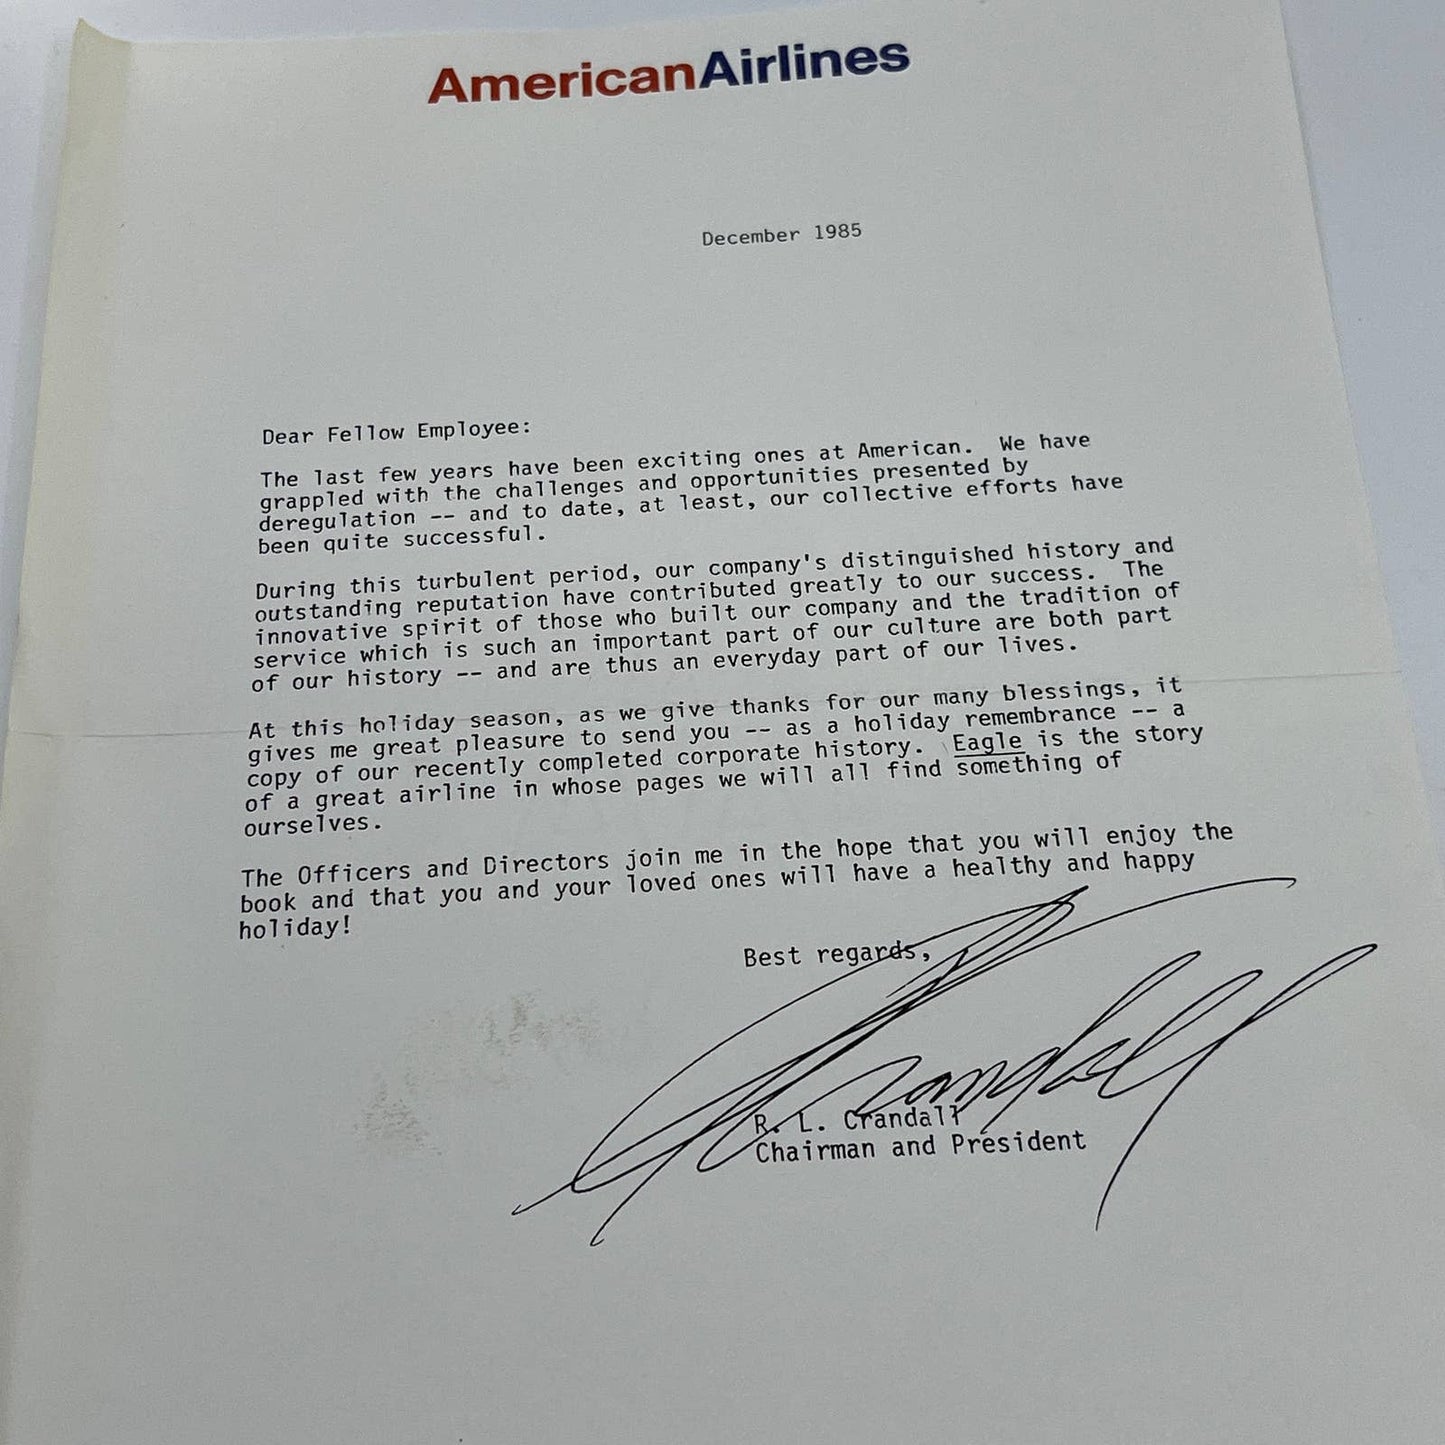 AmericanAirlines
December 1985
Dear Fellow Employee:
The last few years have been exciting ones at American.  We have
grappled with the challenges and opportunities presented by
deregulation -- and to date, at least, our collective efforts have
been quite successful.
During this turbulent period, our company's distinguished history and
outstanding reputation have contributed greatly to our success.  The
innovative spirit of those who built our company and the tradition of
service which is such an important part of our culture are both part
of our history -- and are thus an everyday part of our lives.
At this holiday season, as we give thanks for our many blessings, it
gives me great pleasure to send you -- as a holiday remembrance -- a
copy of our recently completed corporate history.  Eagle is the story
of a great airline in whose pages we will all find something of
ourselves.
The Officers and Directors join me in the hope that you will enjoy the
book and that you and your loved ones will have a healthy and happy
holiday!
Best regards,
R. L. Crandall
Chairman and President